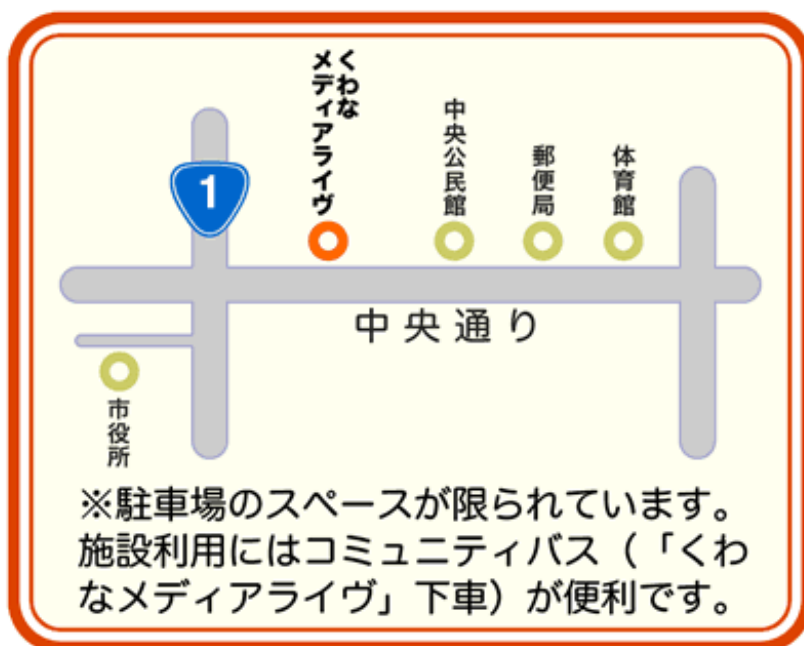 くわな
メディアライヴ
中央公民館
郵便局
体育館
1
中央通り
市役所
※駐車場のスペースが限られています。
施設利用にはコミュニティバス（「くわ
なメディアライヴ」下車）が便利です。